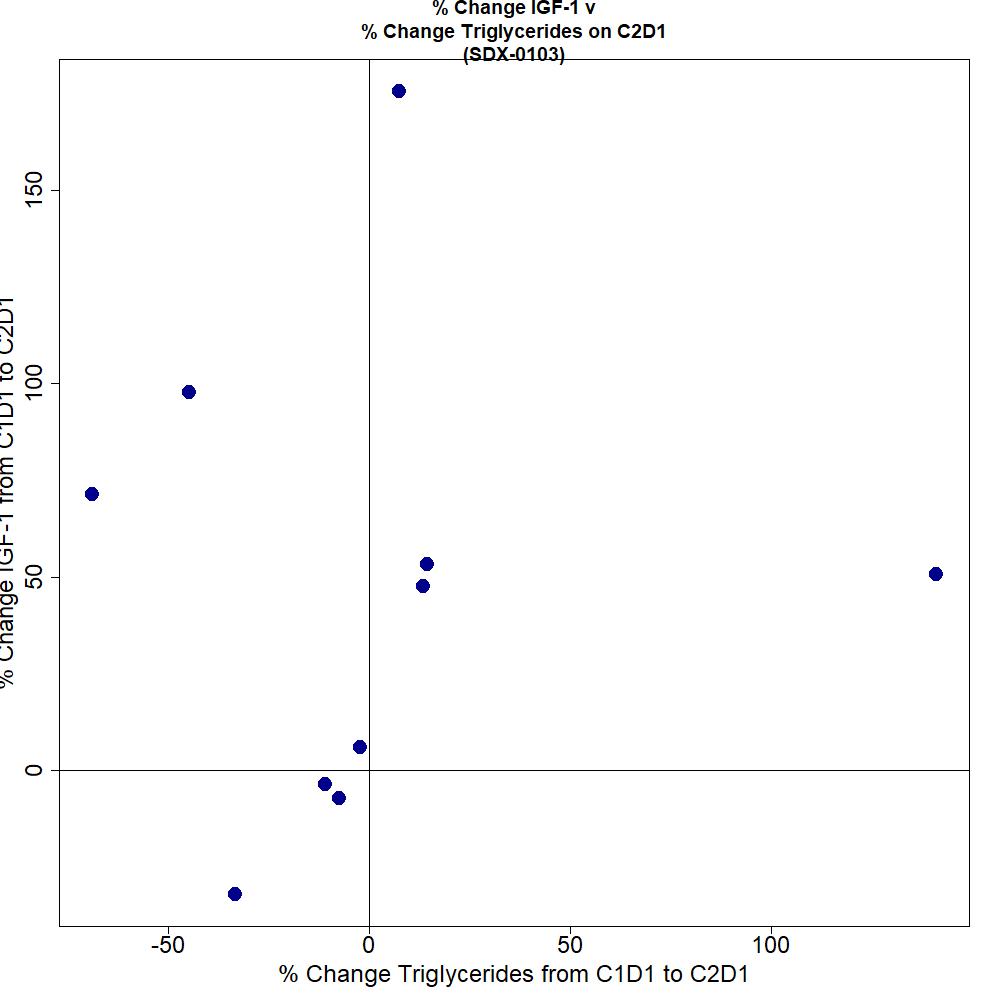 % Change IGF-1 v
% Change Triglycerides on C2D1
(SDX-0103)
% Change IGF-1 from C1D1 to C2D1
150
100
50
0
-50
0
50
100
% Change Triglycerides from C1D1 to C2D1